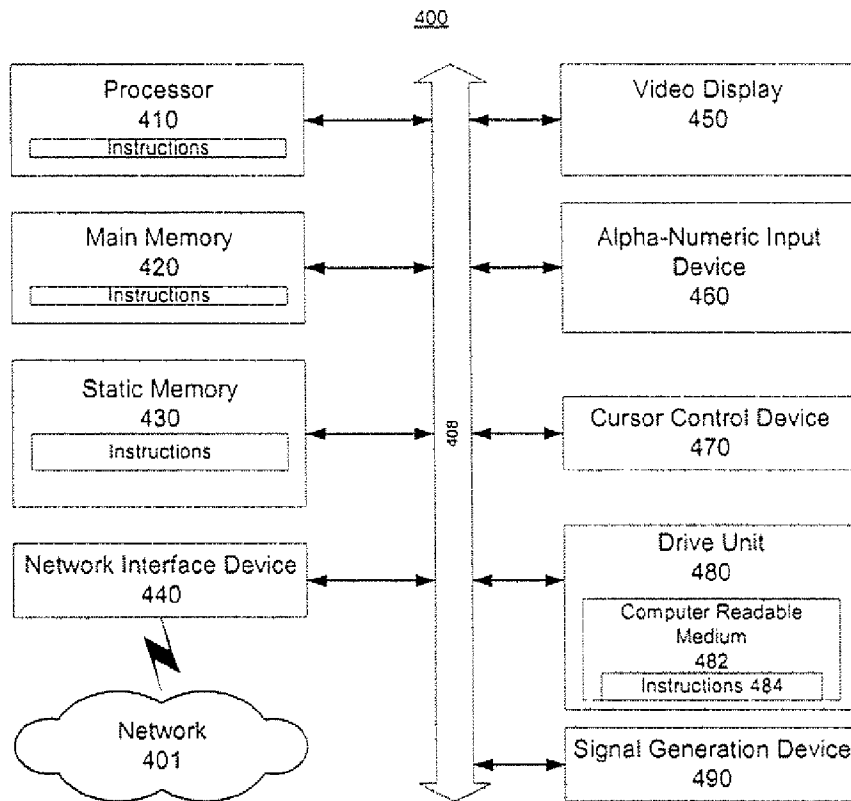 400
Processor
410
Instructions
Main Memory
420
Instructions
Static Memory
430
Instructions
Network Interface Device
440
Network
401
408
Video Display
450
Alpha-Numeric Input
Device
460
Cursor Control Device
470
Drive Unit
480
Computer Readable
Medium
482
Instructions 484
Signal Generation Device
490